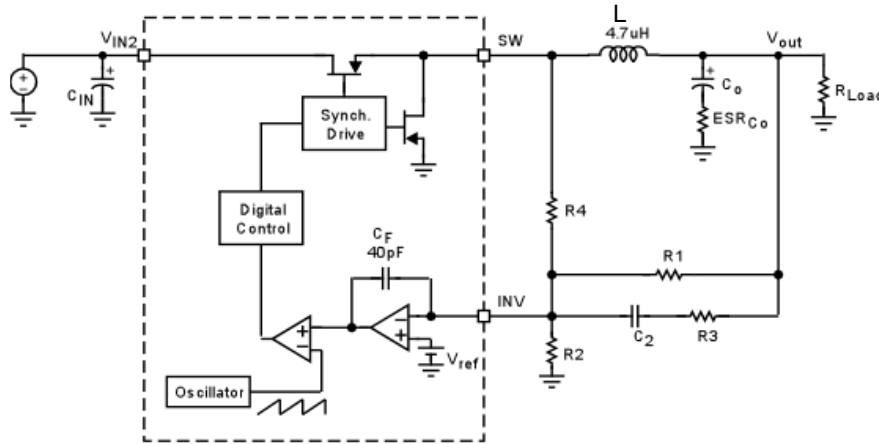 L
4.7uH
VIN2
SW
Vout
CIN
Co
ESRCo
RLoad
Synch.
Drive
Digital
Control
R4
CF
40pF
R1
INV
C2
R3
R2
Vref
Oscillator